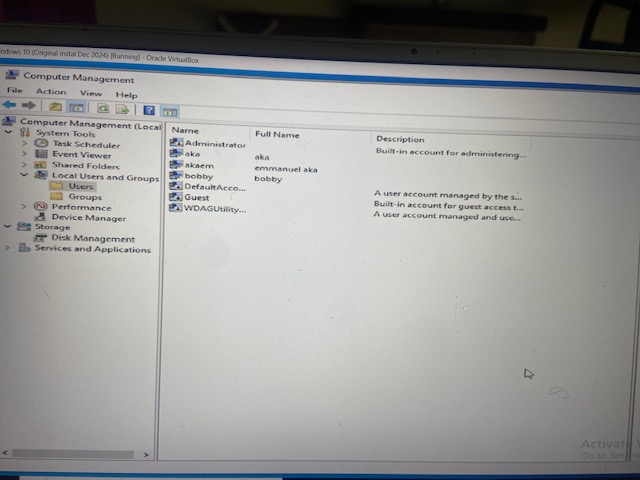 ndows 10 (Original instal Dec 2024) [Running] - Oracle VirtualBox
Computer Management
File Action View Help
Computer Management (Local
System Tools
Task Scheduler
Event Viewer
Shared Folders
Local Users and Groups
Users
Groups
Performance
Device Manager
Storage
Disk Management
Services and Applications
Name Full Name Description
Administrator Built-in account for administering...
aka aka
akaem emmanuel aka
bobby bobby
DefaultAcco... A user account managed by the s...
Guest Built-in account for guest access t...
WDAGUtility... A user account managed and use...
Activat
Go to Se